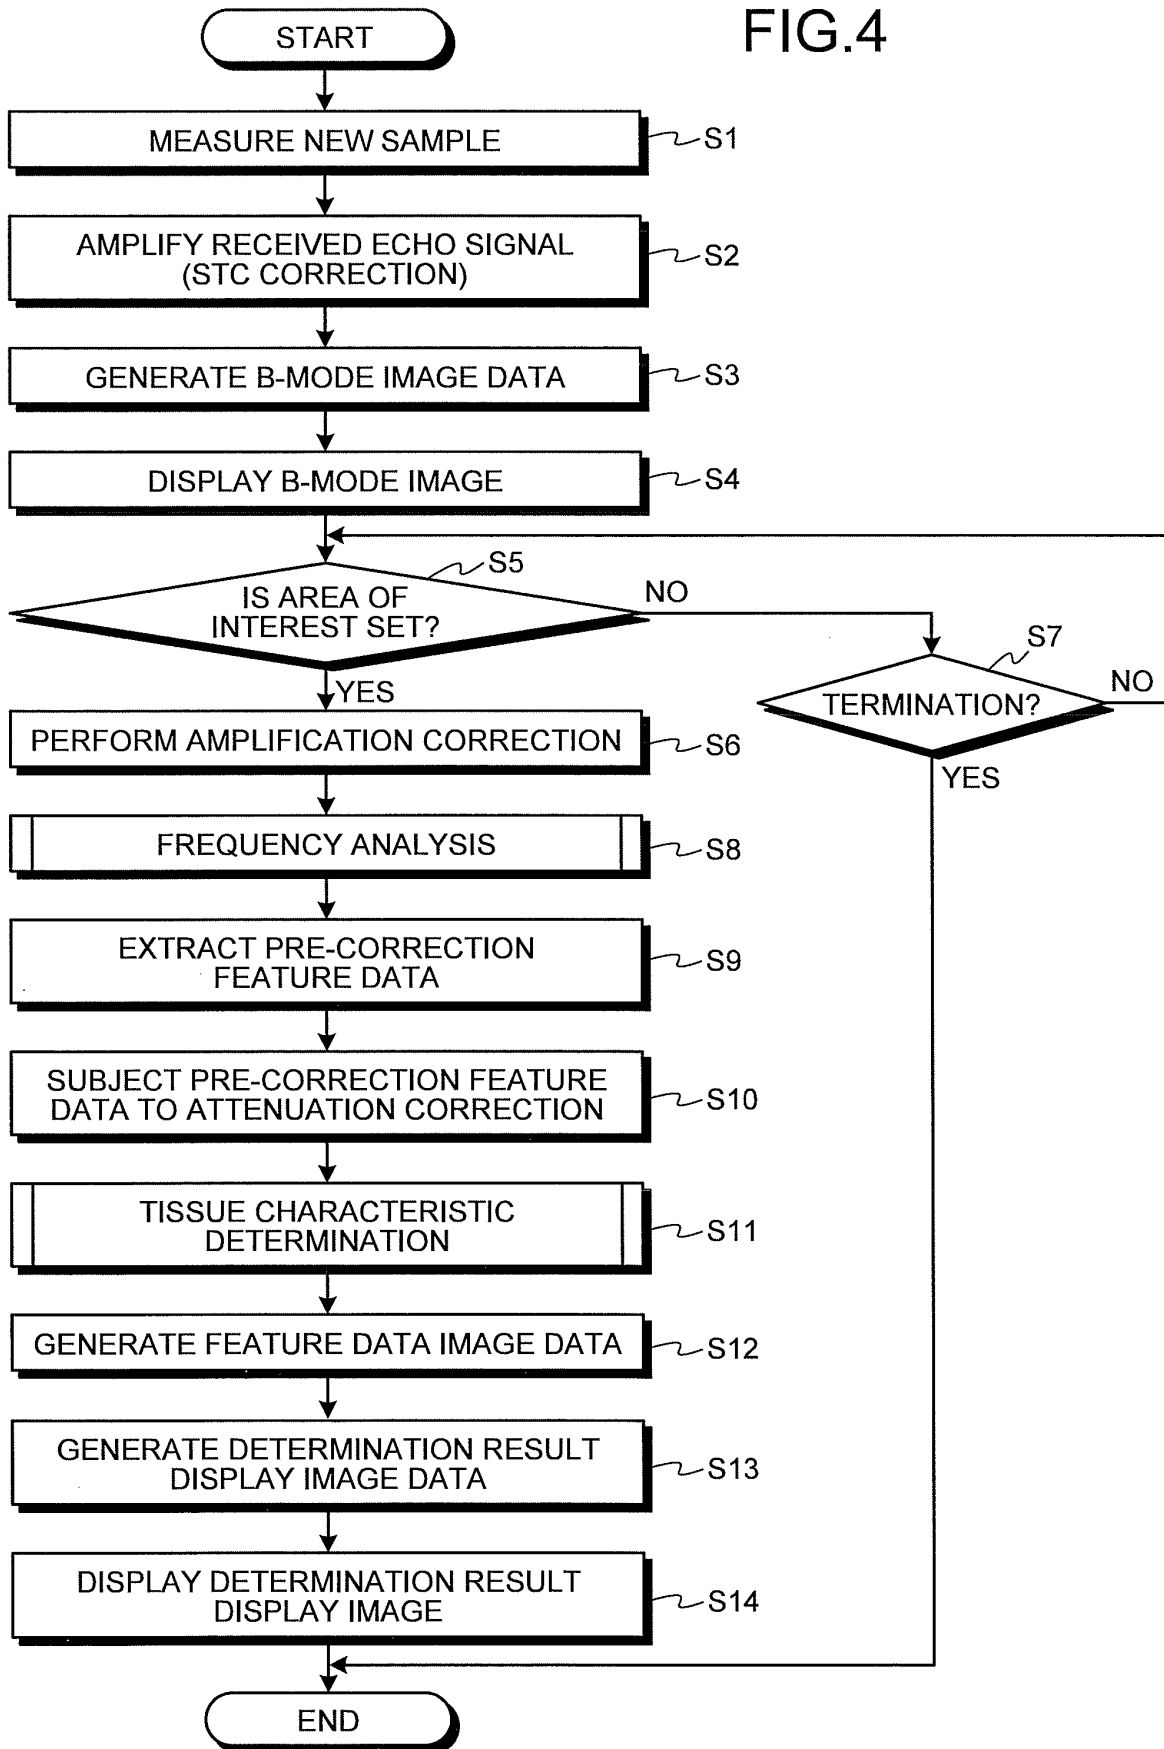 FIG.4
START
MEASURE NEW SAMPLE
S1
AMPLIFY RECEIVED ECHO SIGNAL
(STC CORRECTION)
S2
GENERATE B-MODE IMAGE DATA
S3
DISPLAY B-MODE IMAGE
S4
S5
IS AREA OF
INTEREST SET?
NO
YES
S7
TERMINATION?
NO
YES
PERFORM AMPLIFICATION CORRECTION
S6
FREQUENCY ANALYSIS
S8
EXTRACT PRE-CORRECTION
FEATURE DATA
S9
SUBJECT PRE-CORRECTION FEATURE
DATA TO ATTENUATION CORRECTION
S10
TISSUE CHARACTERISTIC
DETERMINATION
S11
GENERATE FEATURE DATA IMAGE DATA
S12
GENERATE DETERMINATION RESULT
DISPLAY IMAGE DATA
S13
DISPLAY DETERMINATION RESULT
DISPLAY IMAGE
S14
END